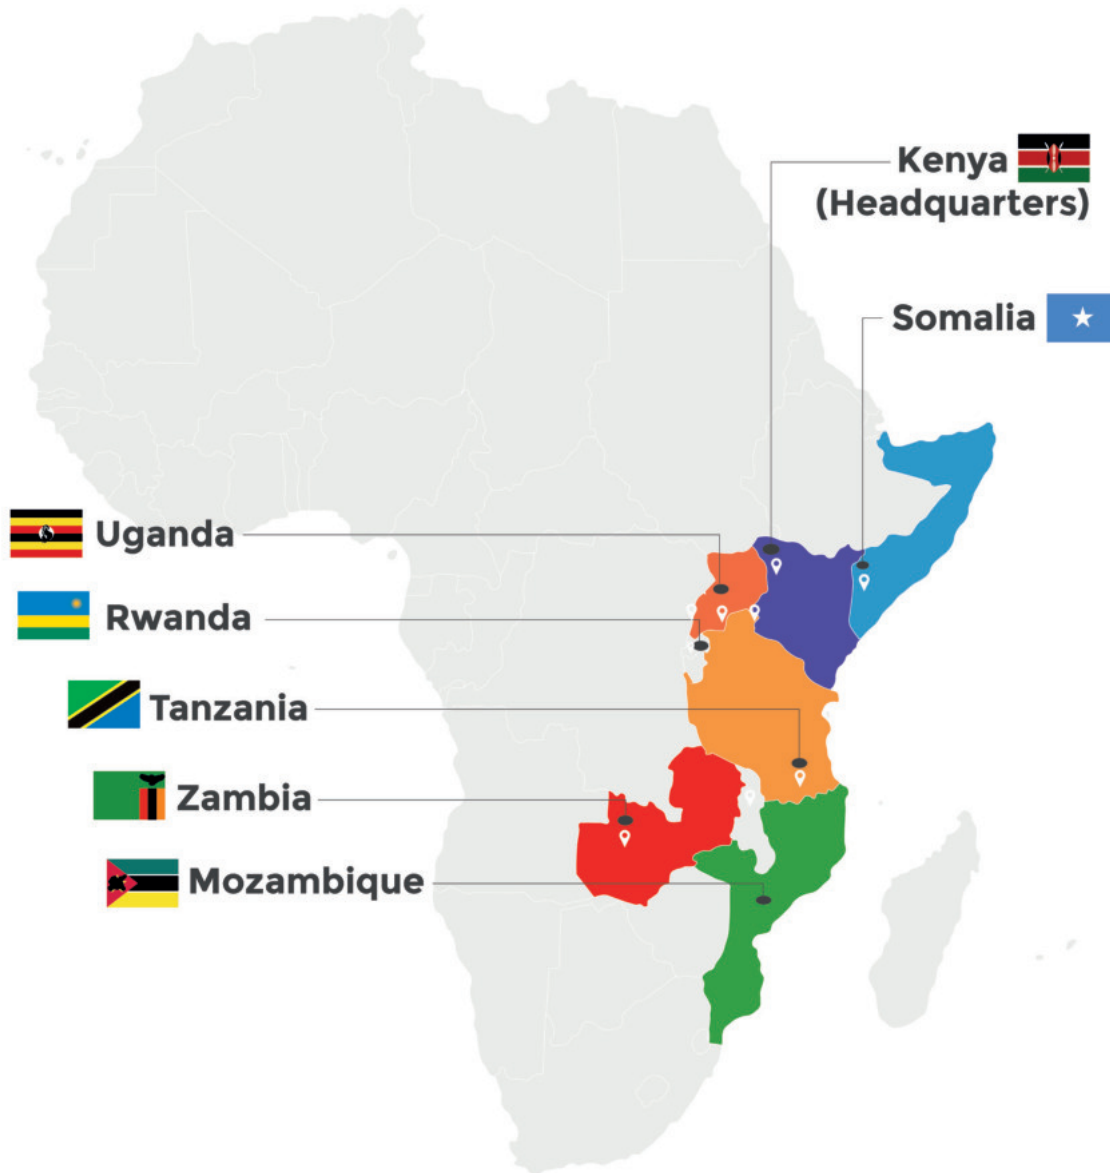 Kenya
(Headquarters)
Somalia
Uganda
Rwanda
Tanzania
Zambia
Mozambique